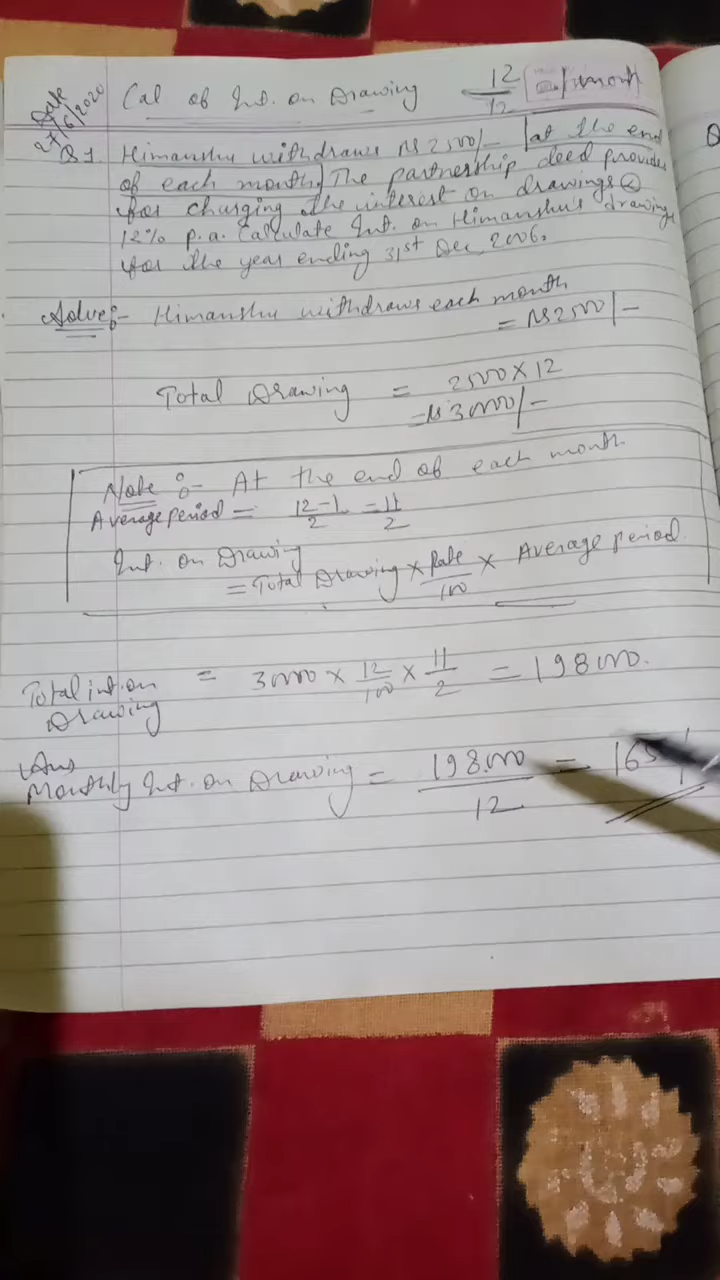 Date
27/6/2020
Cal of Int. on Drawing 12/12 /month
Q 1 Himanshu withdraws Rs 2500/- [at the end
of each month.] The partnership deed provides
for charging the interest on drawings @
12% p.a. Calculate Int. on Himanshu's drawing
for the year ending 31st Dec, 2006.
Solve:- Himanshu withdraws each month
= Rs 2500/-
Total Drawing = 2500 × 12
= Rs 30000/-
Note :- At the end of each month
Average period = 12-1/2 = 11/2
Int. on Drawing
= Total Drawing × Rate/100 × Average period.
Total int on Drawing = 30000 × 12/100 × 11/2 = 19800.
Ans
Monthly Int. on Drawing = 19800/12 =